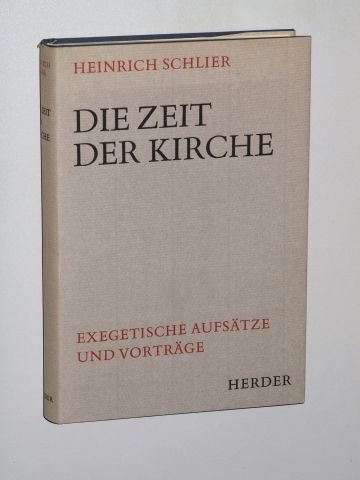 HEINRICH SCHLIER
DIE ZEIT
DER KIRCHE
EXEGETISCHE AUFSÄTZE
UND VORTRÄGE
HERDER